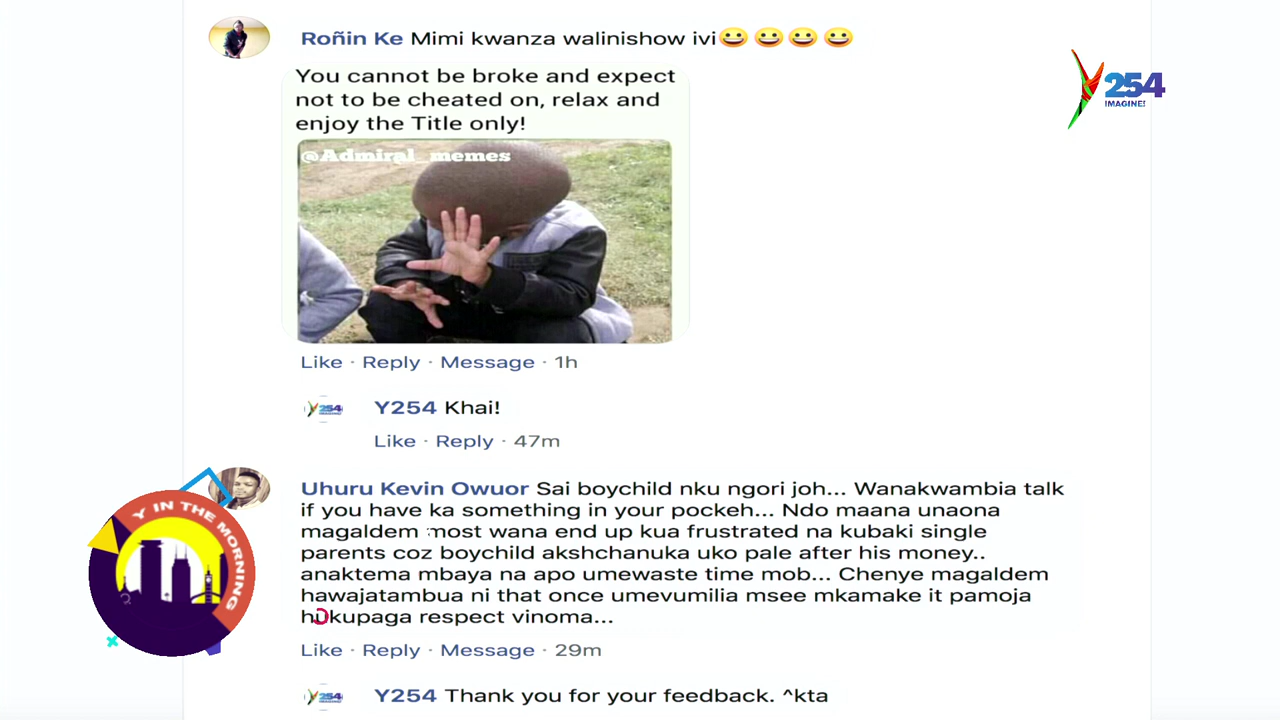 Roñin Ke Mimi kwanza walinishow ivi😀 😀 😀 😀
You cannot be broke and expect
not to be cheated on, relax and
enjoy the Title only!
@Admiral_memes
Y254
IMAGINE!
Like · Reply · Message · 1h
Y254 Khai!
Like · Reply · 47m
Uhuru Kevin Owuor Sai boychild nku ngori joh... Wanakwambia talk
if you have ka something in your pockeh... Ndo maana unaona
magaldem most wana end up kua frustrated na kubaki single
parents coz boychild akshchanuka uko pale after his money..
anaktema mbaya na apo umewaste time mob... Chenye magaldem
hawajatambua ni that once umevumilia msee mkamake it pamoja
hukupaga respect vinoma...
Like · Reply · Message · 29m
Y254 Thank you for your feedback. ^kta
Y IN THE MORNING